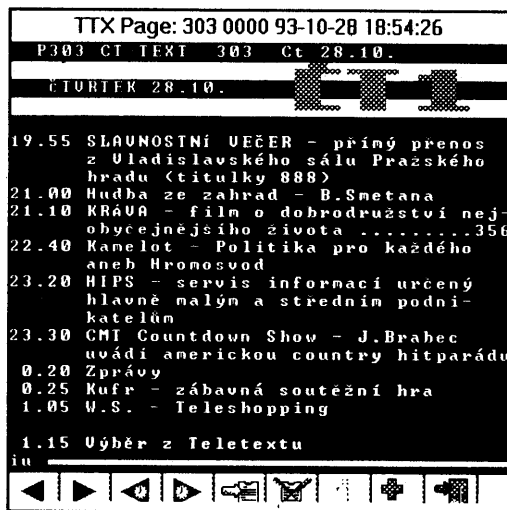 TTX Page: 303 0000 93-10-28 18:54:26
P303 CT TEXT 303 Ct 28.10.
ČTVRTEK 28.10.
čt1
19.55 SLAVNOSTNí VEČER - přímý přenos
z Vladislavského sálu Pražského
hradu (titulky 888)
21.00 Hudba ze zahrad - B.Smetana
21.10 KRáVA - film o dobrodružství nej-
obyčejnějšího života .........356
22.40 Kamelot - Politika pro každého
aneb Hromosvod
23.20 HIPS - servis informací určený
hlavně malým a středním podni-
katelům
23.30 CMT Countdown Show - J.Brabec
uvádí americkou country hitparádu
0.20 Zprávy
0.25 Kufr - zábavná soutěžní hra
1.05 W.S. - Teleshopping
1.15 Výběr z Teletextu
iu